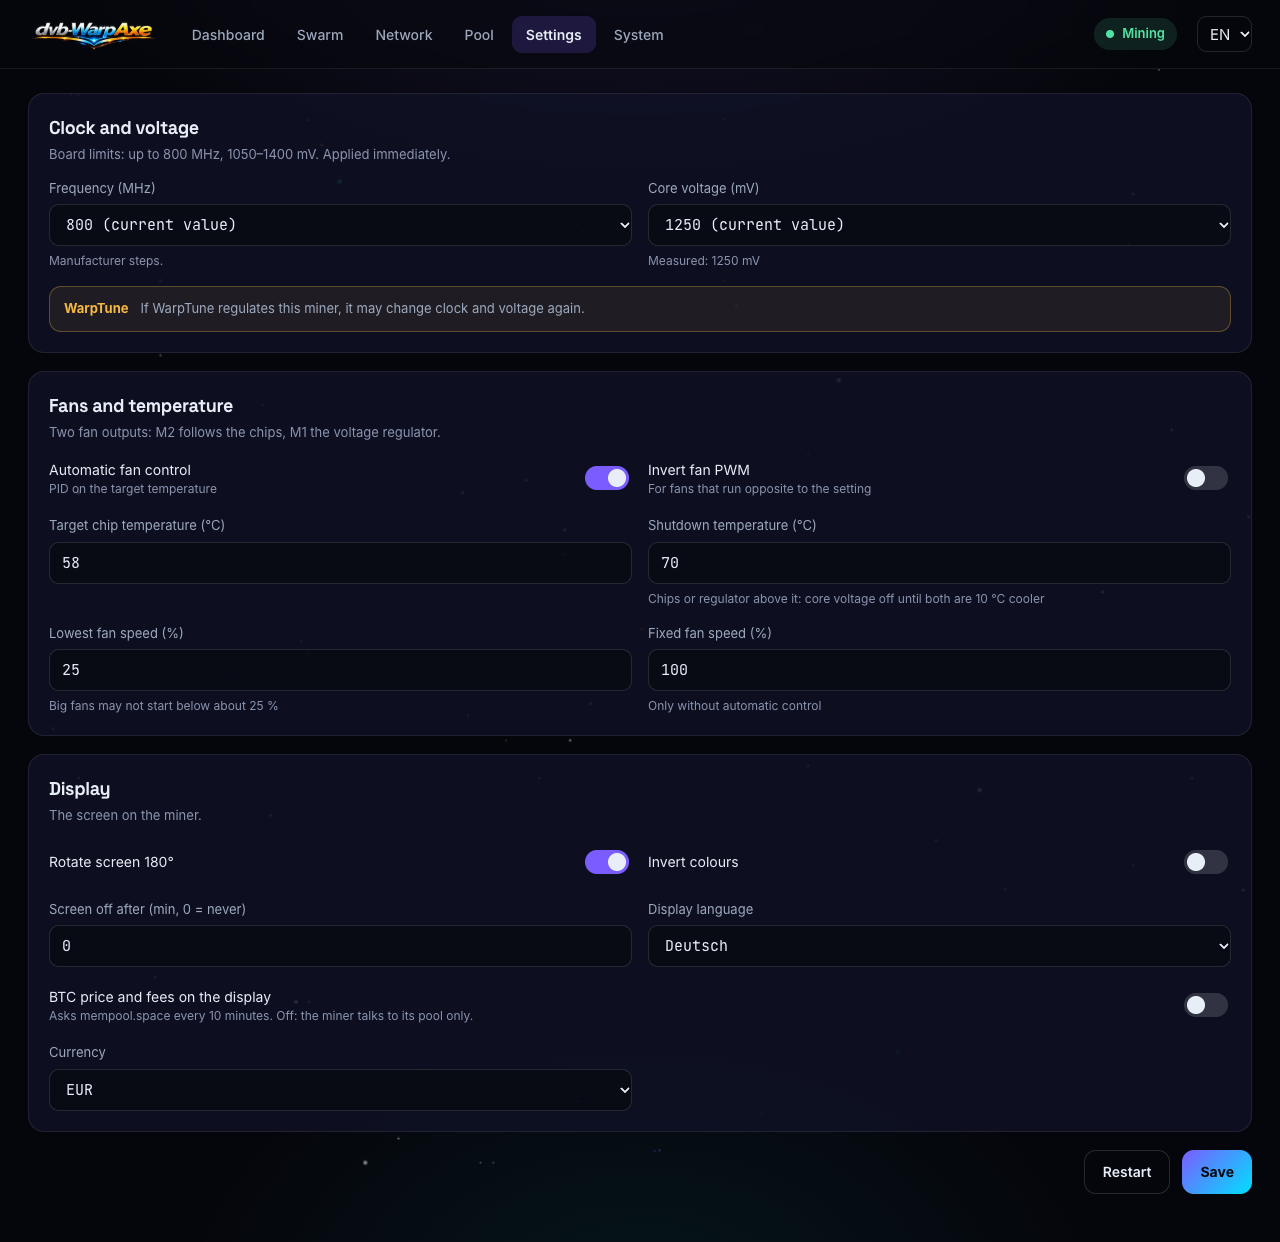 dvb-WarpAxe
Dashboard
Swarm
Network
Pool
Settings
System
Mining
EN
Clock and voltage
Board limits: up to 800 MHz, 1050–1400 mV. Applied immediately.
Frequency (MHz)
Core voltage (mV)
800 (current value)
1250 (current value)
Manufacturer steps.
Measured: 1250 mV
WarpTune If WarpTune regulates this miner, it may change clock and voltage again.
Fans and temperature
Two fan outputs: M2 follows the chips, M1 the voltage regulator.
Automatic fan control
PID on the target temperature
Invert fan PWM
For fans that run opposite to the setting
Target chip temperature (°C)
Shutdown temperature (°C)
58
70
Chips or regulator above it: core voltage off until both are 10 °C cooler
Lowest fan speed (%)
Fixed fan speed (%)
25
100
Big fans may not start below about 25 %
Only without automatic control
Display
The screen on the miner.
Rotate screen 180°
Invert colours
Screen off after (min, 0 = never)
Display language
0
Deutsch
BTC price and fees on the display
Asks mempool.space every 10 minutes. Off: the miner talks to its pool only.
Currency
EUR
Restart
Save